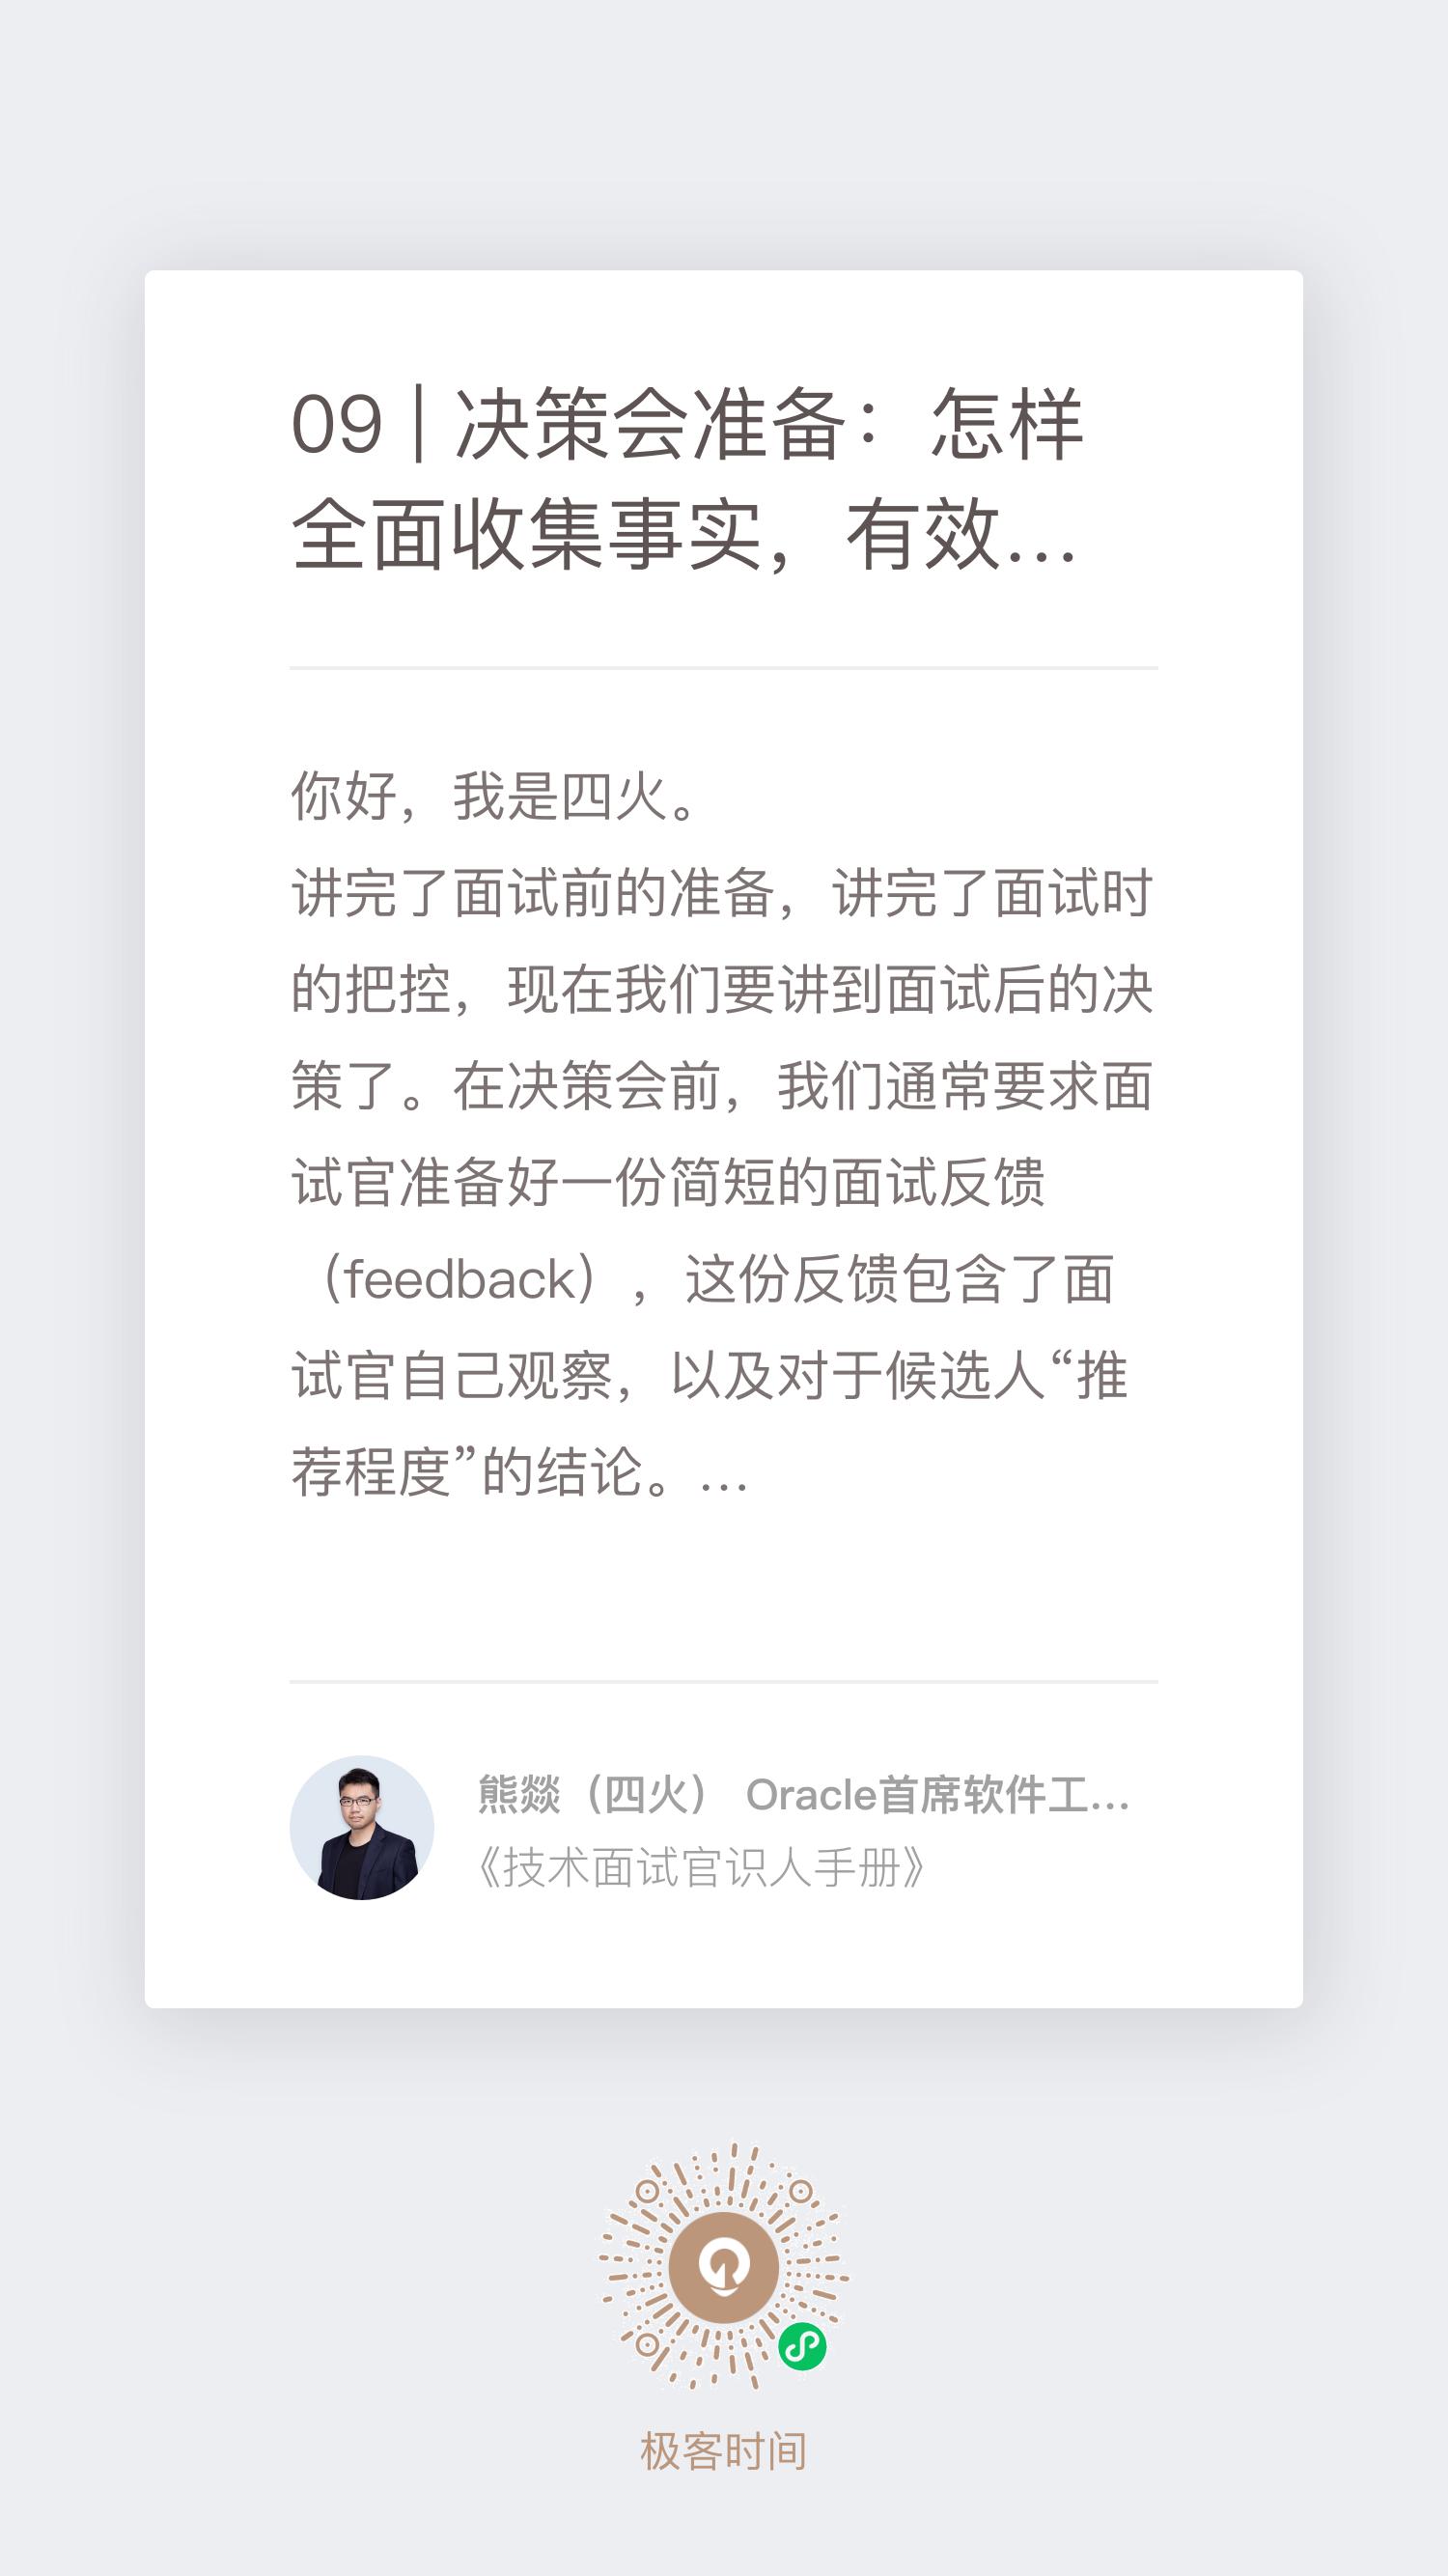 09 | 决策会准备：怎样
全面收集事实，有效...
你好，我是四火。
讲完了面试前的准备，讲完了面试时
的把控，现在我们要讲到面试后的决
策了。在决策会前，我们通常要求面
试官准备好一份简短的面试反馈
（feedback），这份反馈包含了面
试官自己观察，以及对于候选人“推
荐程度”的结论。...
熊燚（四火） Oracle首席软件工...
《技术面试官识人手册》
极客时间